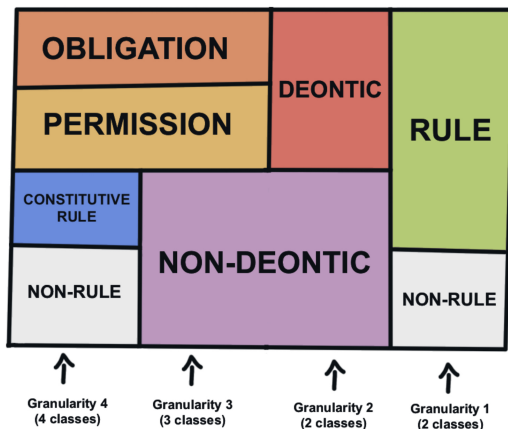 OBLIGATION
DEONTIC
RULE
PERMISSION
CONSTITUTIVE
RULE
NON-DEONTIC
NON-RULE
NON-RULE
Granularity 4
(4 classes)
Granularity 3
(3 classes)
Granularity 2
(2 classes)
Granularity 1
(2 classes)